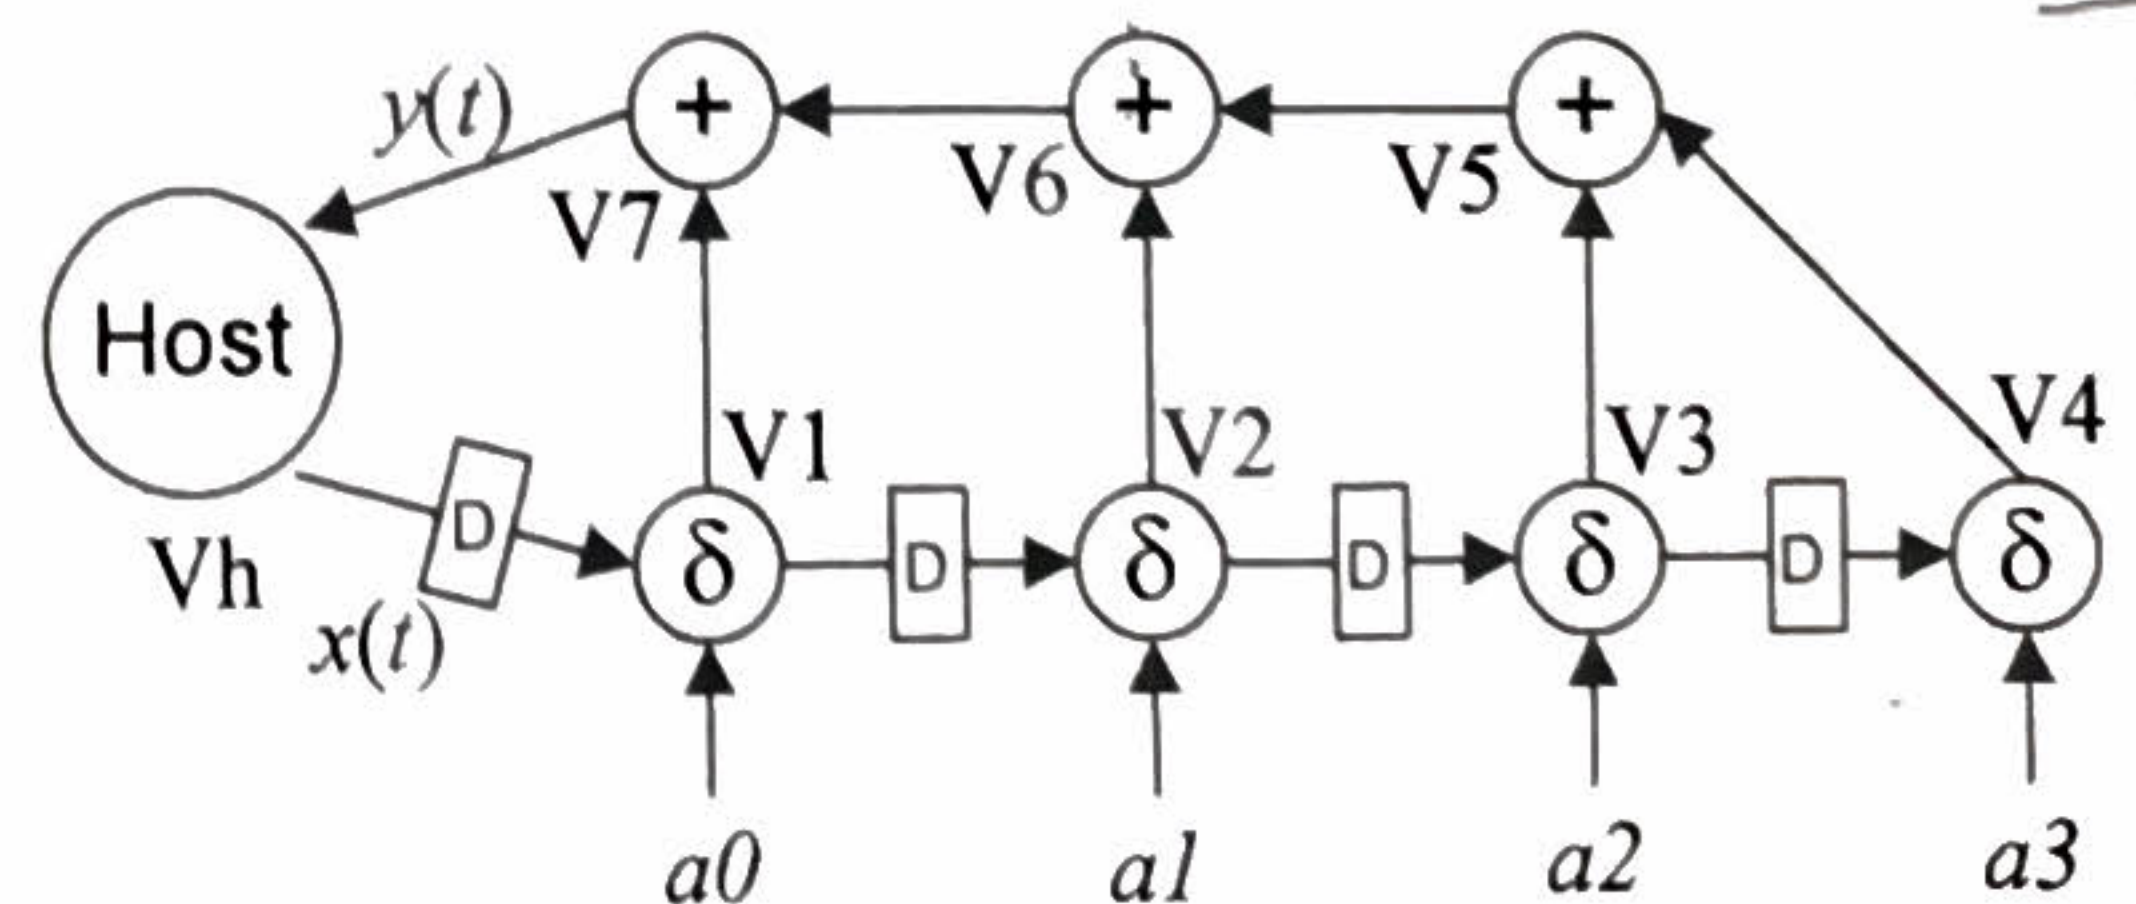 y(t)
+
+
+
V7
V6
V5
Host
V1
V2
V3
V4
Vh
D
δ
D
δ
D
δ
D
δ
x(t)
a0
a1
a2
a3